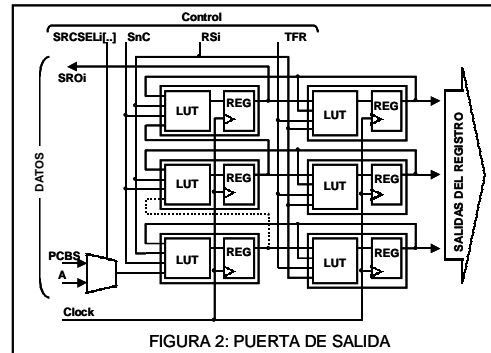 Control
SRCSELi[..] SnC RSi TFR
SROi
LUT REG LUT REG
DATOS
LUT REG LUT REG
SALIDAS DEL REGISTRO
LUT REG LUT REG
PCBS
A
Clock
FIGURA 2: PUERTA DE SALIDA